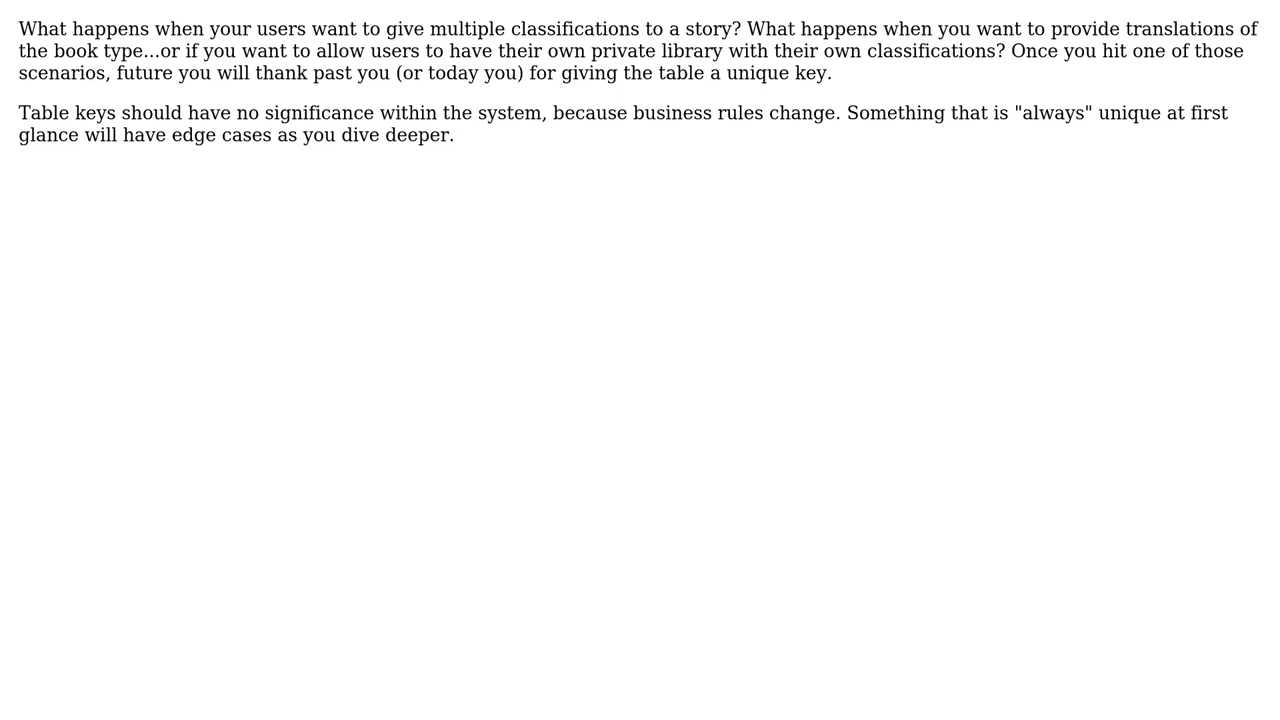 What happens when your users want to give multiple classifications to a story? What happens when you want to provide translations of
the book type...or if you want to allow users to have their own private library with their own classifications? Once you hit one of those
scenarios, future you will thank past you (or today you) for giving the table a unique key.
Table keys should have no significance within the system, because business rules change. Something that is "always" unique at first
glance will have edge cases as you dive deeper.